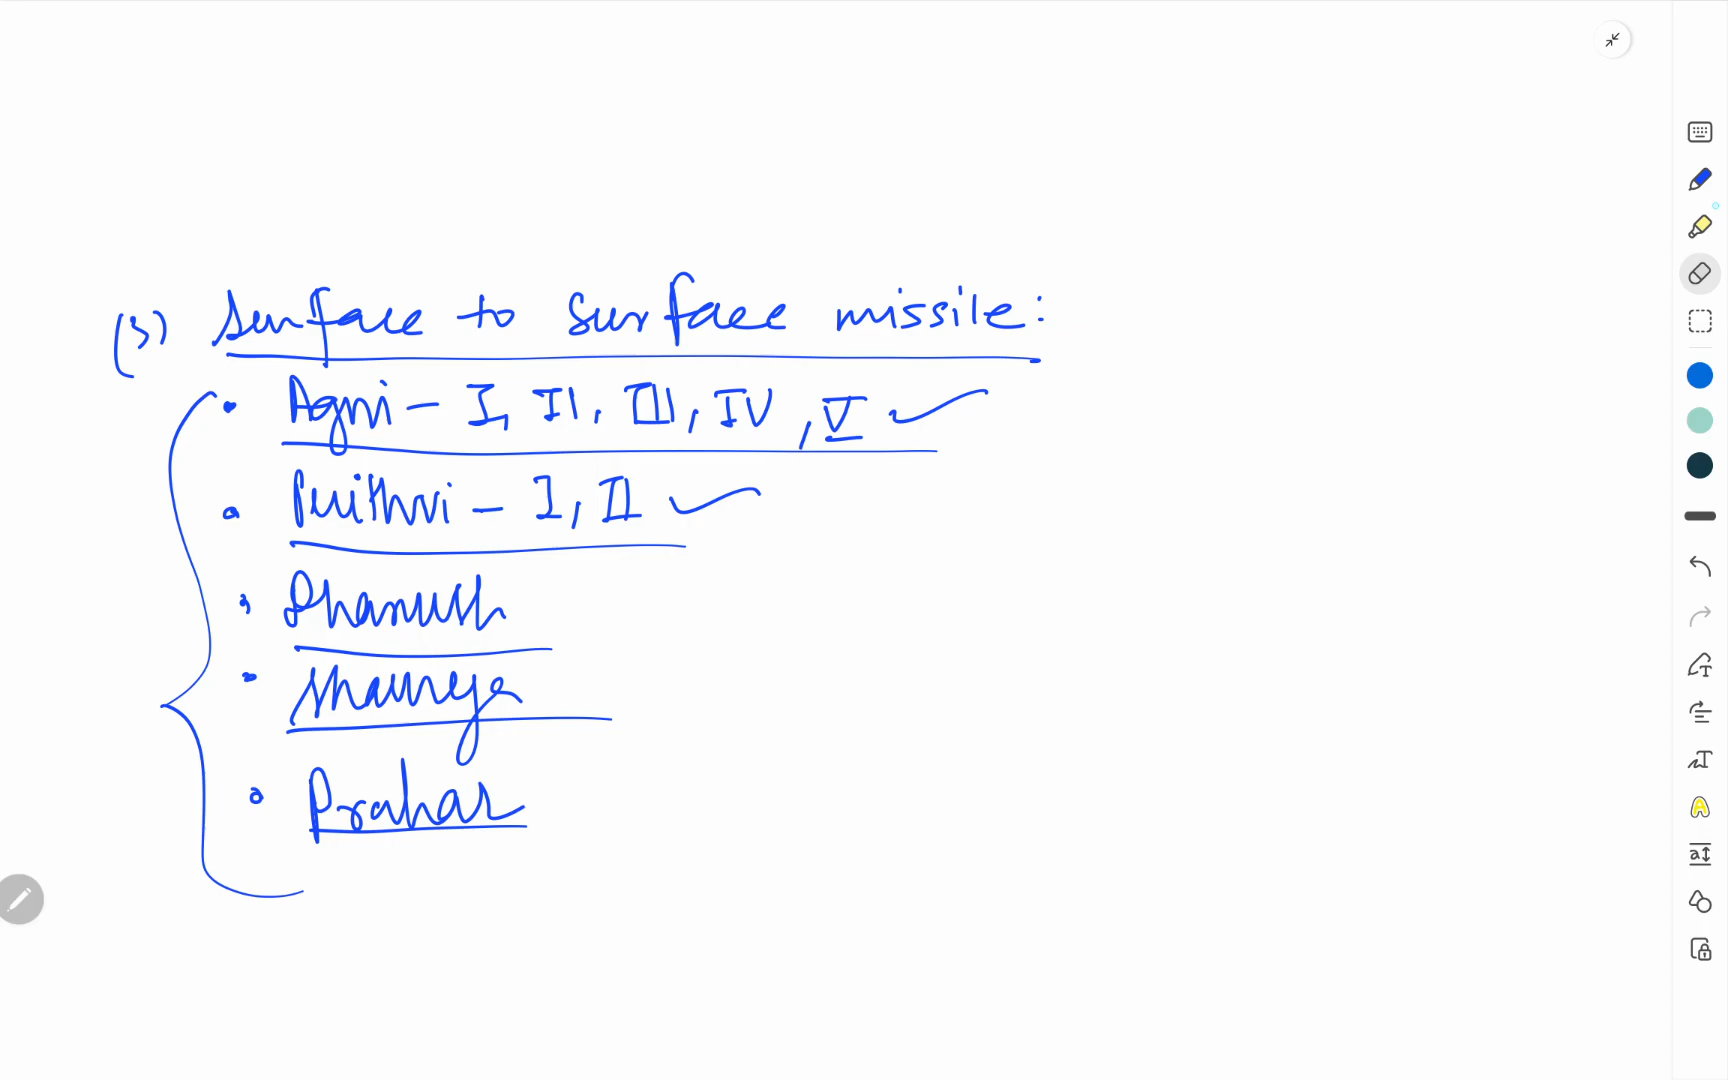 (3) Surface to surface missile:
• Agni - I, II, III, IV, V
• Prithvi - I, II
• Dhanush
• Shaurya
• Prahar